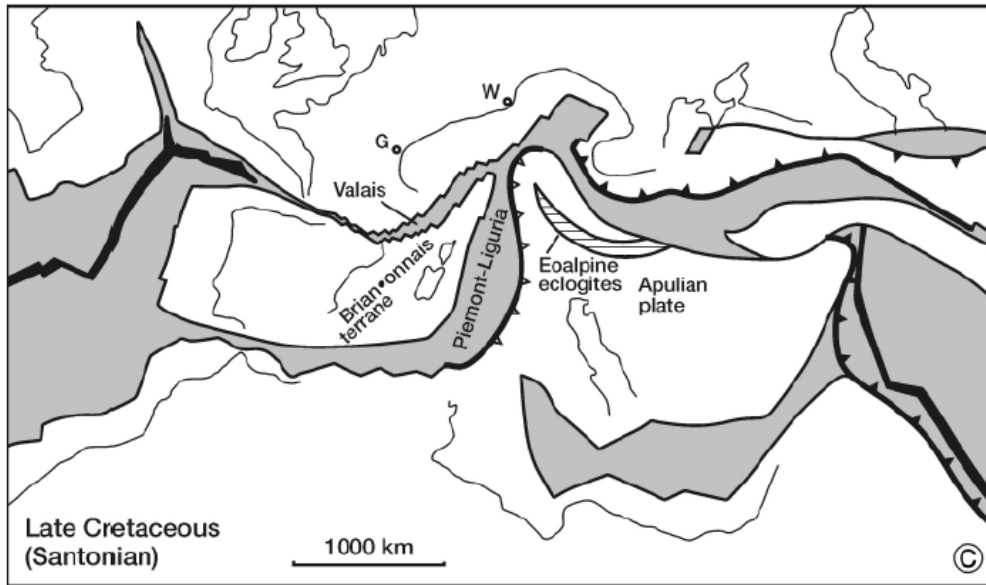 W
G
Valais
Brian•onnais
terrane
Piemont-Liguria
Eoalpine
eclogites
Apulian
plate
Late Cretaceous
(Santonian)
1000 km
C